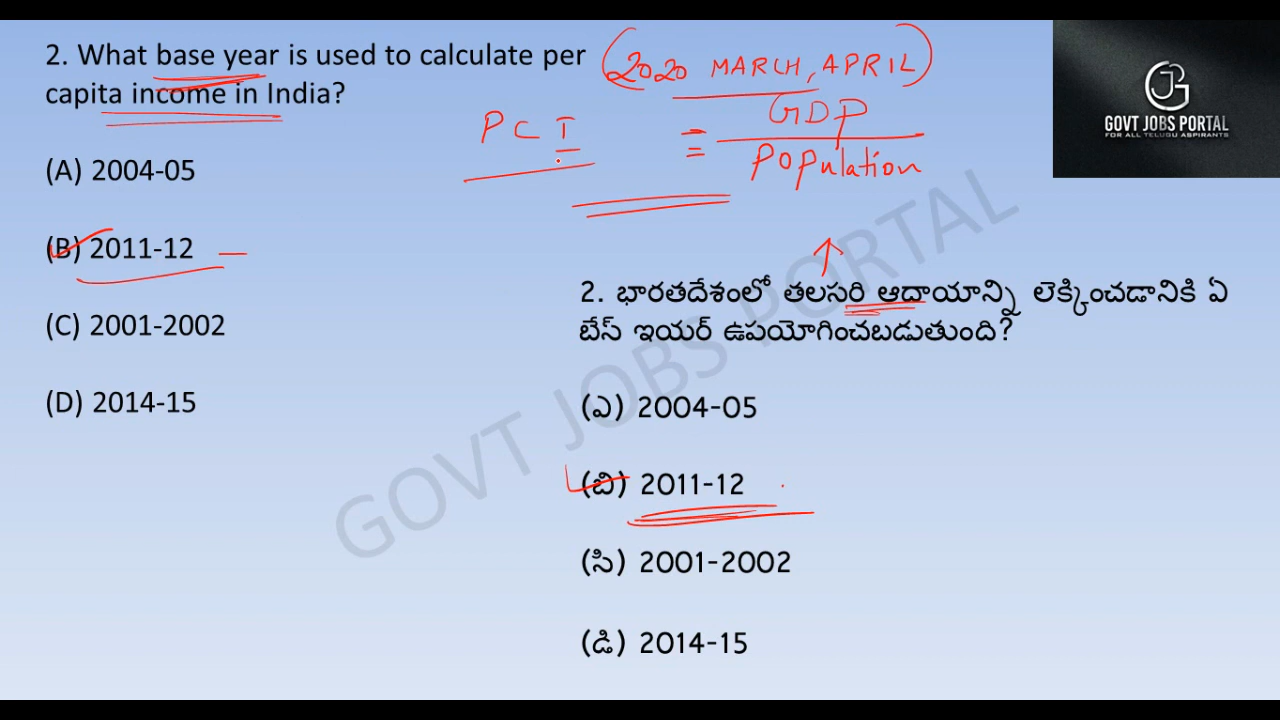 2. What base year is used to calculate per
capita income in India?
(2020 MARCH, APRIL)
PCI = GDP
Population
GOVT JOBS PORTAL
FOR ALL TELUGU ASPIRANTS
(A) 2004-05
(B) 2011-12
(C) 2001-2002
(D) 2014-15
2. భారతదేశంలో తలసరి ఆదాయాన్ని లెక్కించడానికి ఏ
బేస్ ఇయర్ ఉపయోగించబడుతుంది?
(ఎ) 2004-05
(బి) 2011-12
(సి) 2001-2002
(డి) 2014-15
GOVT JOBS PORTAL